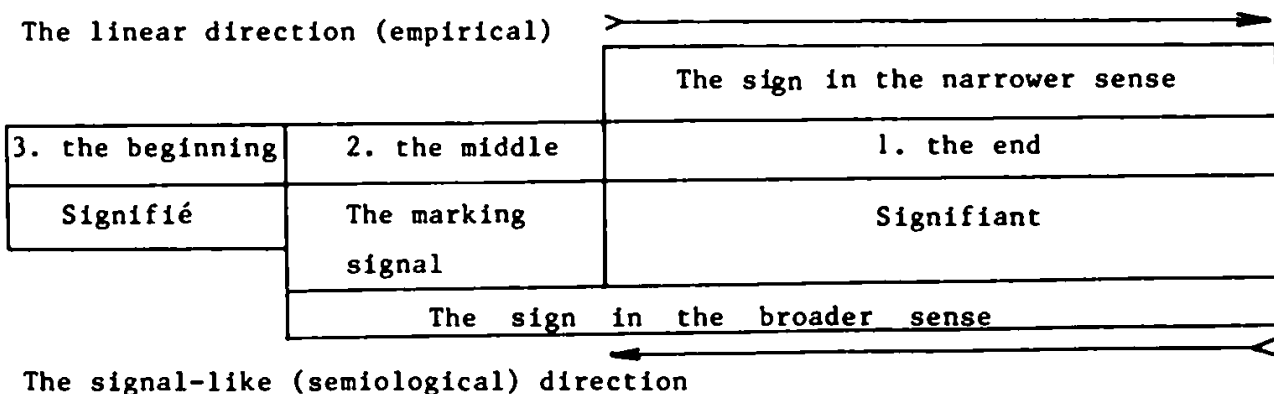 The linear direction (empirical)
The sign in the narrower sense
3. the beginning 2. the middle 1. the end
Signifié The marking Signifiant
signal
The sign in the broader sense
The signal-like (semiological) direction